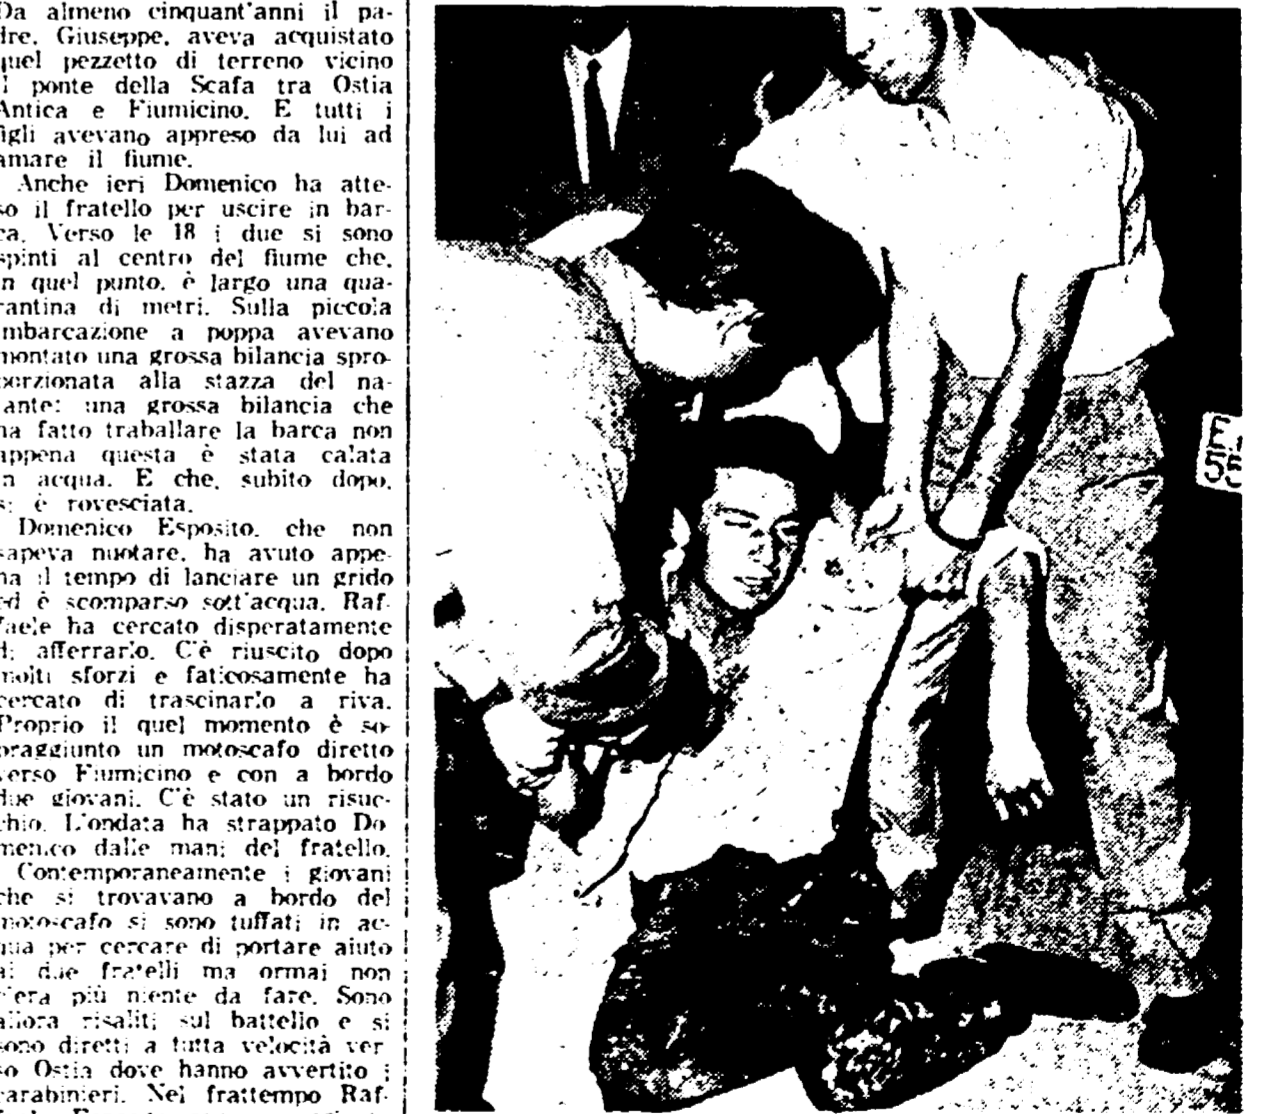 Da almeno cinquant'anni il pa-
dre, Giuseppe, aveva acquistato
quel pezzetto di terreno vicino
il ponte della Scafa tra Ostia
Antica e Fiumicino. E tutti i
figli avevano appreso da lui ad
amare il fiume.
Anche ieri Domenico ha atte-
so il fratello per uscire in bar-
ca. Verso le 18 i due si sono
spinti al centro del fiume che,
in quel punto, è largo una qua-
rantina di metri. Sulla piccola
imbarcazione a poppa avevano
montato una grossa bilancia spro-
porzionata alla stazza del na-
tante: una grossa bilancia che
ha fatto traballare la barca non
appena questa è stata calata
in acqua. E che, subito dopo,
si è rovesciata.
Domenico Esposito, che non
sapeva nuotare, ha avuto appe-
na il tempo di lanciare un grido
ed è scomparso sott'acqua. Raf-
faele ha cercato disperatamente
di afferrarlo. C'è riuscito dopo
molti sforzi e faticosamente ha
cercato di trascinarlo a riva.
Proprio il quel momento è so-
praggiunto un motoscafo diretto
verso Fiumicino e con a bordo
due giovani. C'è stato un risuc-
chio. L'ondata ha strappato Do-
menico dalle mani del fratello.
Contemporaneamente i giovani
che si trovavano a bordo del
motoscafo si sono tuffati in ac-
qua per cercare di portare aiuto
ai due fratelli ma ormai non
c'era più niente da fare. Sono
allora risaliti sul battello e si
sono diretti a tutta velocità ver
so Ostia dove hanno avvertito i
carabinieri. Nel frattempo Raf-